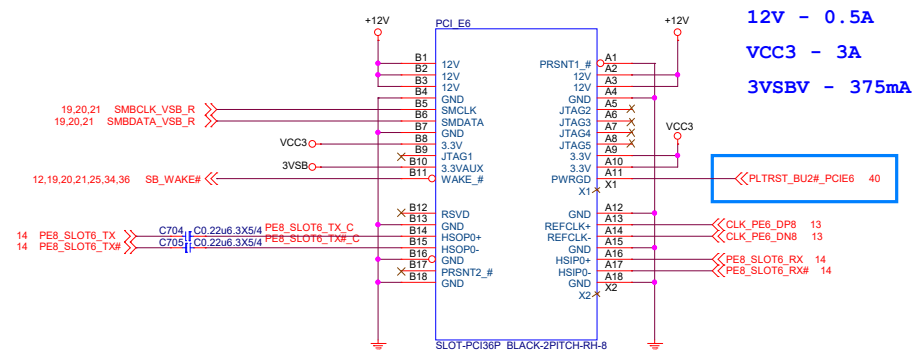 12V - 0.5A
VCC3 - 3A
3VSBV - 375mA
+12V
+12V
PCI_E6
B1 12V PRSNT1_# A1
B2 12V 12V A2
B3 12V 12V A3
B4 GND GND A4
19,20,21 SMBCLK_VSB_R B5 SMCLK JTAG2 A5
19,20,21 SMBDATA_VSB_R B6 SMDATA JTAG3 A6
B7 GND JTAG4 A7
VCC3 B8 3.3V JTAG5 A8 VCC3
B9 JTAG1 3.3V A9
3VSB B10 3.3VAUX 3.3V A10
12,19,20,21,25,34,36 SB_WAKE# B11 WAKE_# PWRGD A11 PLTRST_BU2#_PCIE6 40
X1 X1
B12 RSVD GND A12
B13 GND REFCLK+ A13 CLK_PE6_DP8 13
14 PE8_SLOT6_TX C704 C0.22u6.3X5/4 PE8_SLOT6_TX_C B14 HSOP0+ REFCLK- A14 CLK_PE6_DN8 13
14 PE8_SLOT6_TX# C705 C0.22u6.3X5/4 PE8_SLOT6_TX#_C B15 HSOP0- GND A15
B16 GND HSIP0+ A16 PE8_SLOT6_RX 14
B17 PRSNT2_# HSIP0- A17 PE8_SLOT6_RX# 14
B18 GND GND A18
X2 X2
SLOT-PCI36P_BLACK-2PITCH-RH-8